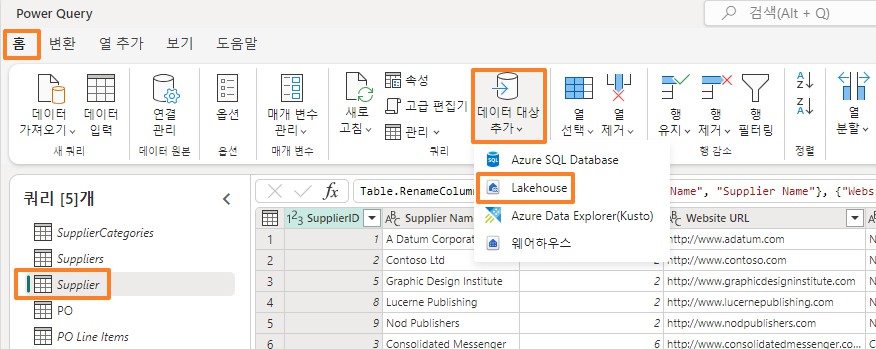 Power Query
검색(Alt + Q)
홈 변환 열 추가 보기 도움말
데이터 가져오기
데이터 입력
새 쿼리
연결 관리
데이터 원본
옵션
옵션
매개 변수 관리
매개 변수
새로 고침
속성
고급 편집기
관리
데이터 대상 추가
쿼리
열 선택
열 제거
행 유지
행 제거
행 필터링
행 감소
정렬
열 분할
Azure SQL Database
Lakehouse
Azure Data Explorer(Kusto)
웨어하우스
쿼리 [5]개
SupplierCategories
Suppliers
Supplier
PO
PO Line Items
fx Table.RenameColum Name", "Supplier Name"}, {"Webs
1 2 3 SupplierID Supplier Name Website URL
1 1 A Datum Corporat http://www.adatum.com N
2 2 Contoso Ltd http://www.contoso.com
3 5 Graphic Design Institute 2 http://www.graphicdesigninstitute.com N
4 8 Lucerne Publishing 2 http://www.lucernepublishing.com N
5 9 Nod Publishers 2 http://www.nodpublishers.com N
6 3 Consolidated Messenger 6 http://www.consolidatedmessenger.co...